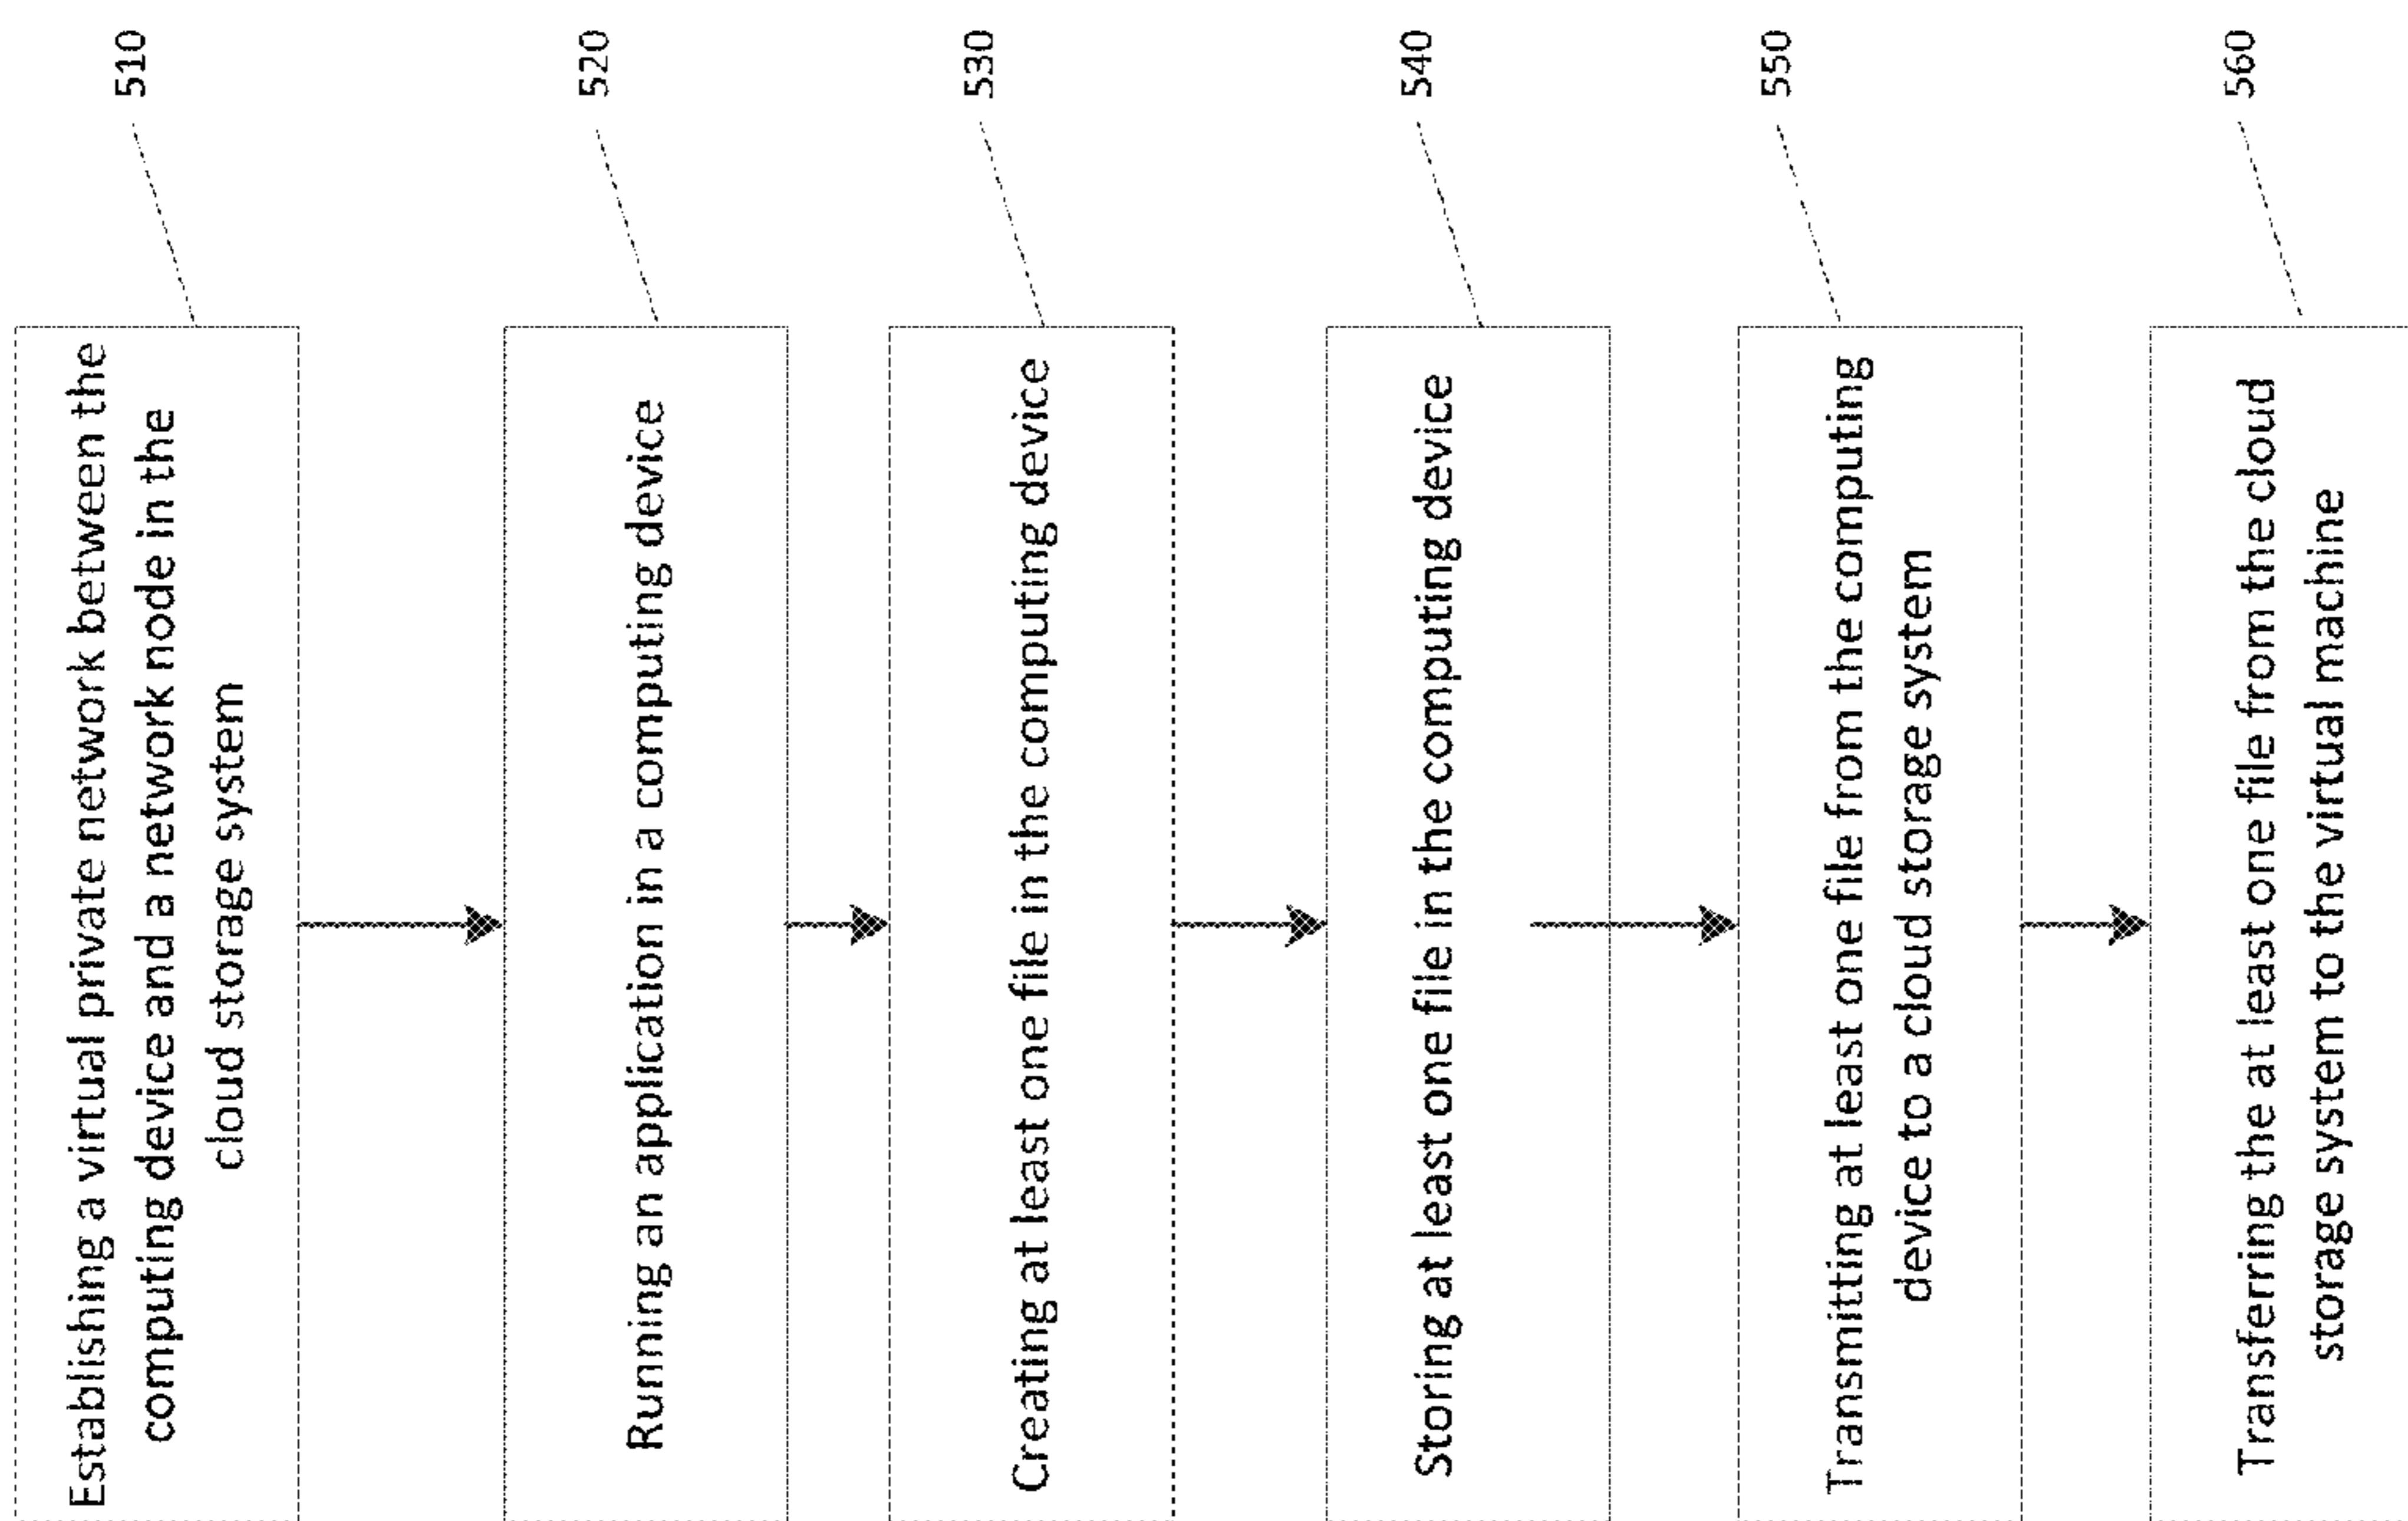 510
Establishing a virtual private network between the
computing device and a network node in the
cloud storage system
520
Running an application in a computing device
530
Creating at least one file in the computing device
540
Storing at least one file in the computing device
550
Transmitting at least one file from the computing
device to a cloud storage system
560
Transferring the at least one file from the cloud
storage system to the virtual machine